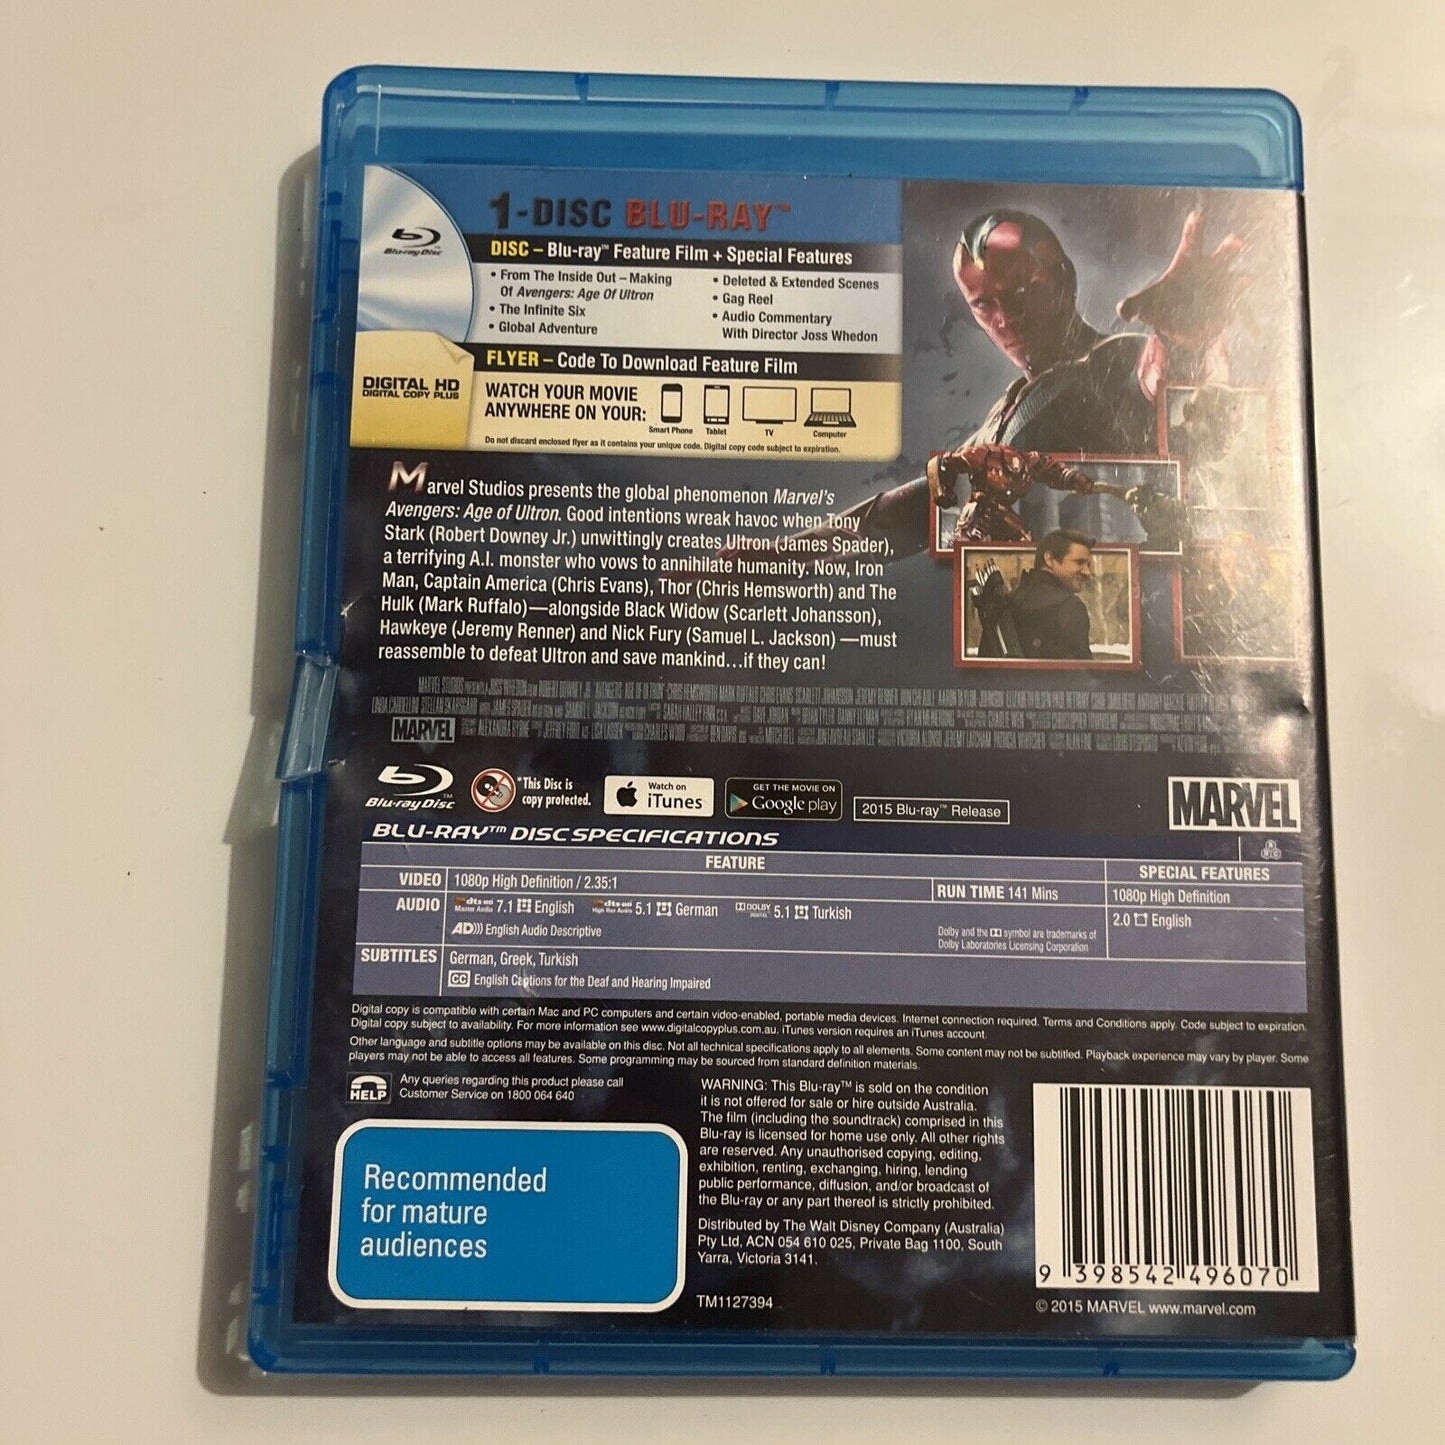 1-DISC BLU-RAY™
Blu-ray Disc
DISC – Blu-ray™ Feature Film + Special Features
• From The Inside Out – Making
Of Avengers: Age Of Ultron
• The Infinite Six
• Global Adventure
• Deleted & Extended Scenes
• Gag Reel
• Audio Commentary
With Director Joss Whedon
FLYER – Code To Download Feature Film
DIGITAL HD
DIGITAL COPY PLUS
WATCH YOUR MOVIE
ANYWHERE ON YOUR:
Smart Phone Tablet TV Computer
Do not discard enclosed flyer as it contains your unique code. Digital copy code subject to expiration.
Marvel Studios presents the global phenomenon Marvel's
Avengers: Age of Ultron. Good intentions wreak havoc when Tony
Stark (Robert Downey Jr.) unwittingly creates Ultron (James Spader),
a terrifying A.I. monster who vows to annihilate humanity. Now, Iron
Man, Captain America (Chris Evans), Thor (Chris Hemsworth) and The
Hulk (Mark Ruffalo)—alongside Black Widow (Scarlett Johansson),
Hawkeye (Jeremy Renner) and Nick Fury (Samuel L. Jackson) —must
reassemble to defeat Ultron and save mankind...if they can!
MARVEL
Blu-ray Disc™
*This Disc is
copy protected.
Watch on
iTunes
GET THE MOVIE ON
Google play
2015 Blu-ray™ Release
MARVEL
BLU-RAY™ DISC SPECIFICATIONS
FEATURE
SPECIAL FEATURES
VIDEO 1080p High Definition / 2.35:1 RUN TIME 141 Mins 1080p High Definition
AUDIO dts-HD Master Audio 7.1 English dts-HD High Res Audio 5.1 German DOLBY DIGITAL 5.1 Turkish 2.0 English
AD))) English Audio Descriptive
Dolby and the symbol are trademarks of
Dolby Laboratories Licensing Corporation
SUBTITLES German, Greek, Turkish
CC English Captions for the Deaf and Hearing Impaired
Digital copy is compatible with certain Mac and PC computers and certain video-enabled, portable media devices. Internet connection required. Terms and Conditions apply. Code subject to expiration.
Digital copy subject to availability. For more information see www.digitalcopyplus.com.au. iTunes version requires an iTunes account.
Other language and subtitle options may be available on this disc. Not all technical specifications apply to all elements. Some content may not be subtitled. Playback experience may vary by player. Some
players may not be able to access all features. Some programming may be sourced from standard definition materials.
HELP
Any queries regarding this product please call
Customer Service on 1800 064 640
Recommended
for mature
audiences
WARNING: This Blu-ray™ is sold on the condition
it is not offered for sale or hire outside Australia.
The film (including the soundtrack) comprised in this
Blu-ray is licensed for home use only. All other rights
are reserved. Any unauthorised copying, editing,
exhibition, renting, exchanging, hiring, lending
public performance, diffusion, and/or broadcast of
the Blu-ray or any part thereof is strictly prohibited.
Distributed by The Walt Disney Company (Australia)
Pty Ltd, ACN 054 610 025, Private Bag 1100, South
Yarra, Victoria 3141.
TM1127394
9 398542 496070
© 2015 MARVEL www.marvel.com